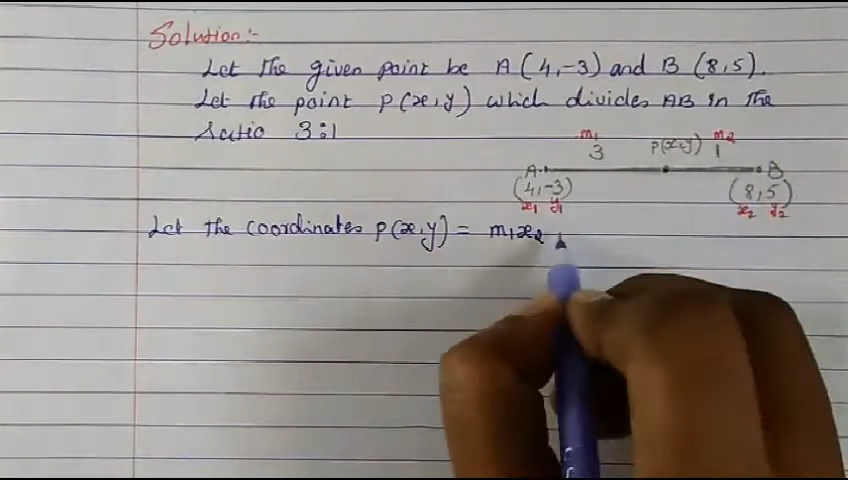 Solution:-
Let the given point be A(4,-3) and B (8,5).
Let the point P(x,y) which divides AB in the
ratio 3:1
m1 3 P(x,y) m2 1
A B
(4,-3) (8,5)
x1 y1 x2 y2
Let the coordinates P(x,y) = m1x2